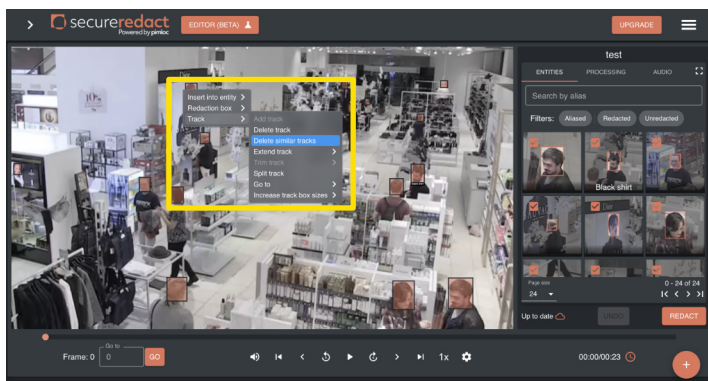 secureredact
Powered by pimloc
EDITOR (BETA)
UPGRADE
test
ENTITIES
PROCESSING
AUDIO
Search by alias
Filters:
Aliased
Redacted
Unredacted
Black shirt
Dior
Page size
24
0 - 24 of 24
Up to date
UNDO
REDACT
Dior
Insert into entity
Redaction box
Track
Add track
Delete track
Delete similar tracks
Extend track
Trim track
Split track
Go to
Increase track box sizes
Frame: 0
Go to
0
GO
1x
00:00/00:23